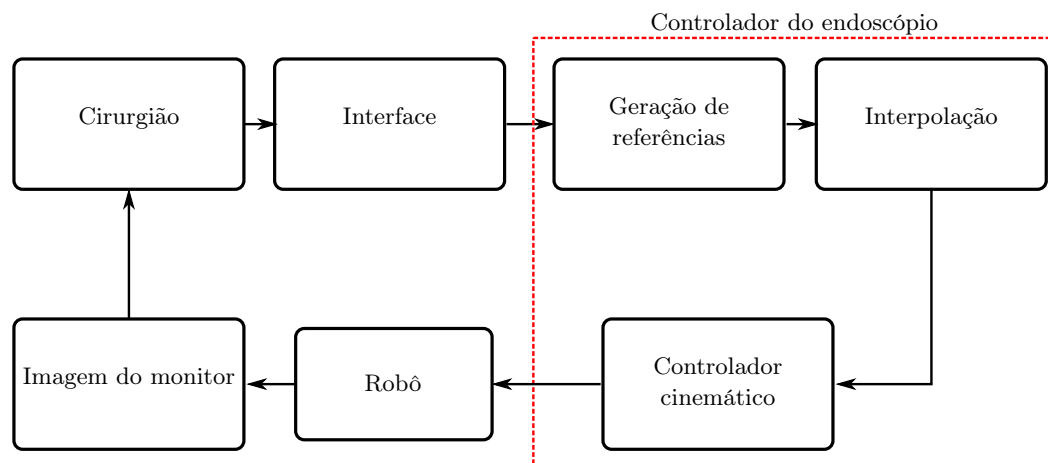 Controlador do endoscópio
Cirurgião
Interface
Geração de
referências
Interpolação
Imagem do monitor
Robô
Controlador
cinemático